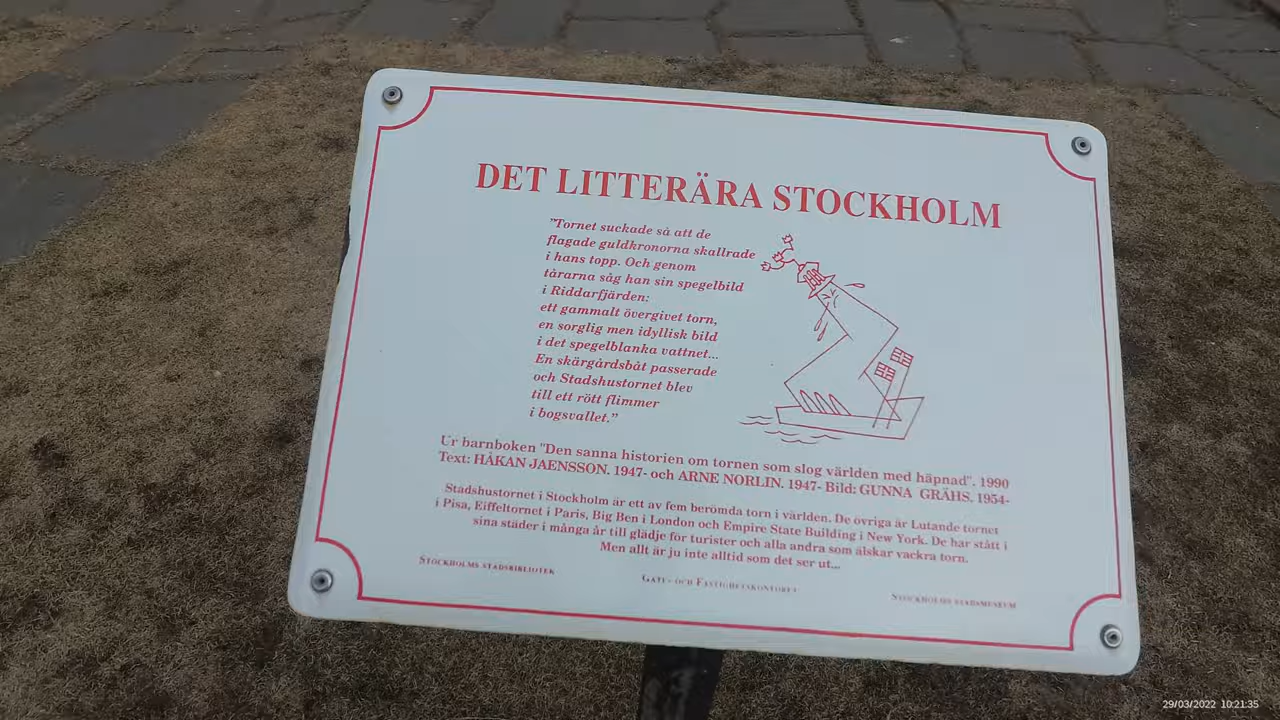 DET LITTERÄRA STOCKHOLM
"Tornet suckade så att de
flagade guldkronorna skallrade
i hans topp. Och genom
tårarna såg han sin spegelbild
i Riddarfjärden:
ett gammalt övergivet torn,
en sorglig men idyllisk bild
i det spegelblanka vattnet...
En skärgårdsbåt passerade
och Stadshustornet blev
till ett rött flimmer
i bogsvallet."
Ur barnboken "Den sanna historien om tornen som slog världen med häpnad". 1990
Text: HÅKAN JAENSSON. 1947- och ARNE NORLIN. 1947- Bild: GUNNA GRÄHS. 1954-
Stadshustornet i Stockholm är ett av fem berömda torn i världen. De övriga är Lutande tornet
i Pisa, Eiffeltornet i Paris, Big Ben i London och Empire State Building i New York. De har stått i
sina städer i många år till glädje för turister och alla andra som älskar vackra torn.
Men allt är ju inte alltid som det ser ut...
STOCKHOLMS STADSBIBLIOTEK
GATU- OCH FASTIGHETSKONTORET
STOCKHOLMS STADSMUSEUM
29/03/2022 10:21:35